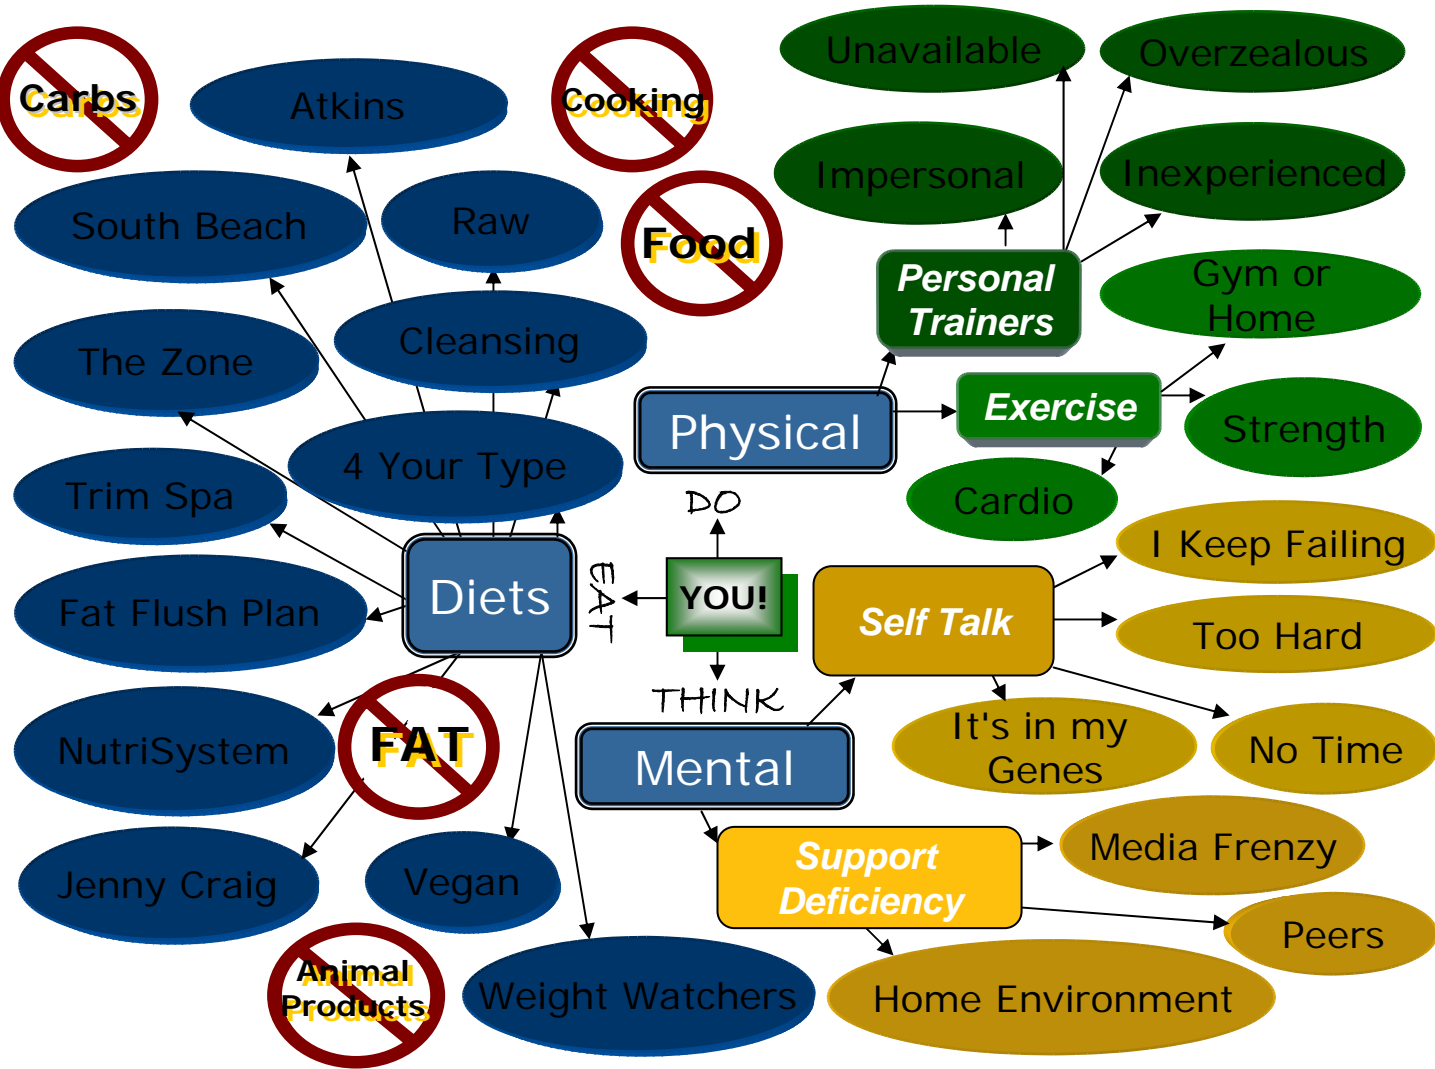 Carbs
Atkins
Cooking
Unavailable
Overzealous
South Beach
Raw
Food
Impersonal
Inexperienced
Personal
Trainers
Gym or
Home
The Zone
Cleansing
Physical
Exercise
Strength
4 Your Type
Trim Spa
Cardio
DO
I Keep Failing
Fat Flush Plan
Diets
EAT
YOU!
Self Talk
Too Hard
THINK
NutriSystem
FAT
Mental
It's in my
Genes
No Time
Jenny Craig
Vegan
Support
Deficiency
Media Frenzy
Peers
Animal
Products
Weight Watchers
Home Environment